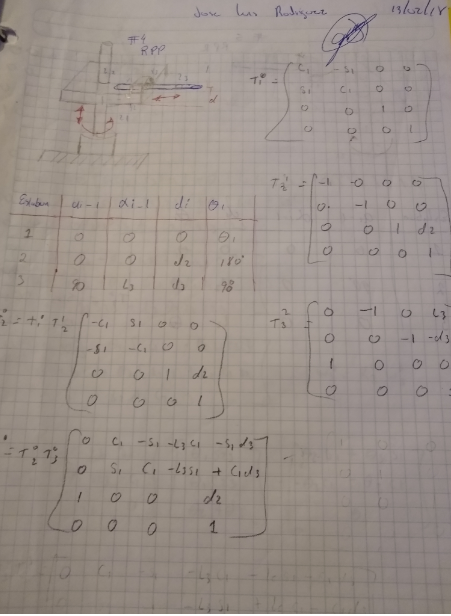 Jose Luis Rodriguez 13/02/18
#4
RPP
T₁⁰ = [ C₁ -S₁ 0 0
S₁ C₁ 0 0
0 0 1 0
0 0 0 1 ]
T₂¹ = [ -1 -0 0 0
0 -1 0 0
0 0 1 d2
0 0 0 1 ]
ai-1 αi-1 di θi
1 0 0 0 θ1
2 0 0 d2 180°
3 90 L3 d3 90
T₃² = [ 0 -1 0 L3
0 0 -1 -d3
1 0 0 0
0 0 0 ]
= T₁⁰ T₂¹ [ -C₁ S₁ 0 0
-S₁ -C₁ 0 0
0 0 1 d2
0 0 0 1 ]
= T₂⁰ T₃ [ 0 C₁ -S₁ -L3C₁ -S₁d3
0 S₁ C₁ -L3S₁ + C₁d3
1 0 0 d2
0 0 0 1 ]